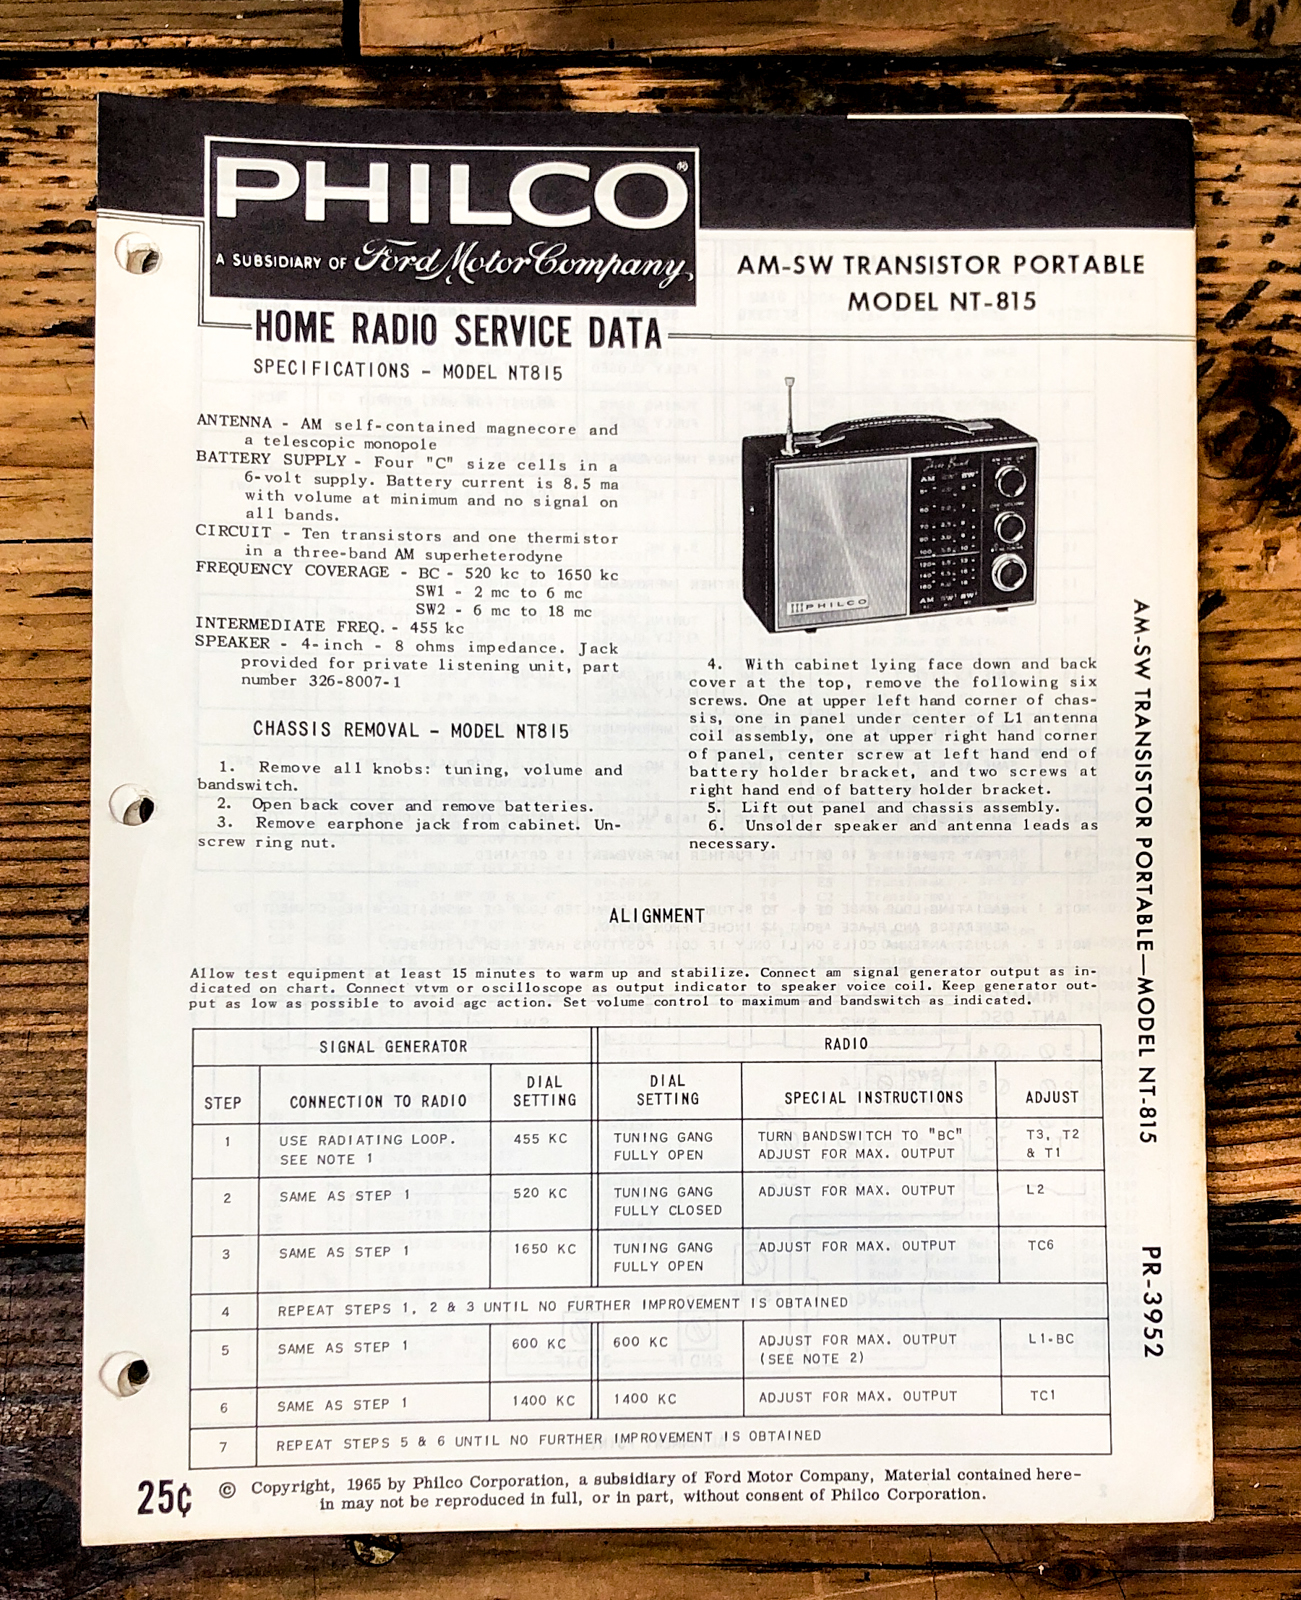 PHILCO®
A SUBSIDIARY OF Ford Motor Company,
HOME RADIO SERVICE DATA
AM-SW TRANSISTOR PORTABLE
MODEL NT-815
SPECIFICATIONS - MODEL NT815
ANTENNA - AM self-contained magnecore and
a telescopic monopole
BATTERY SUPPLY - Four "C" size cells in a
6-volt supply. Battery current is 8.5 ma
with volume at minimum and no signal on
all bands.
CIRCUIT - Ten transistors and one thermistor
in a three-band AM superheterodyne
FREQUENCY COVERAGE - BC - 520 kc to 1650 kc
SW1 - 2 mc to 6 mc
SW2 - 6 mc to 18 mc
INTERMEDIATE FREQ. - 455 kc
SPEAKER - 4-inch - 8 ohms impedance. Jack
provided for private listening unit, part
number 326-8007-1
CHASSIS REMOVAL - MODEL NT815
1. Remove all knobs: tuning, volume and
bandswitch.
2. Open back cover and remove batteries.
3. Remove earphone jack from cabinet. Un-
screw ring nut.
PHILCO
AM SW
AM SW¹ SW²
4. With cabinet lying face down and back
cover at the top, remove the following six
screws. One at upper left hand corner of chas-
sis, one in panel under center of L1 antenna
coil assembly, one at upper right hand corner
of panel, center screw at left hand end of
battery holder bracket, and two screws at
right hand end of battery holder bracket.
5. Lift out panel and chassis assembly.
6. Unsolder speaker and antenna leads as
necessary.
ALIGNMENT
Allow test equipment at least 15 minutes to warm up and stabilize. Connect am signal generator output as in-
dicated on chart. Connect vtvm or oscilloscope as output indicator to speaker voice coil. Keep generator out-
put as low as possible to avoid agc action. Set volume control to maximum and bandswitch as indicated.
SIGNAL GENERATOR RADIO
STEP CONNECTION TO RADIO DIAL SETTING DIAL SETTING SPECIAL INSTRUCTIONS ADJUST
1 USE RADIATING LOOP. 455 KC TUNING GANG TURN BANDSWITCH TO "BC" T3, T2
SEE NOTE 1 FULLY OPEN ADJUST FOR MAX. OUTPUT & T1
2 SAME AS STEP 1 520 KC TUNING GANG ADJUST FOR MAX. OUTPUT L2
FULLY CLOSED
3 SAME AS STEP 1 1650 KC TUNING GANG ADJUST FOR MAX. OUTPUT TC6
FULLY OPEN
4 REPEAT STEPS 1, 2 & 3 UNTIL NO FURTHER IMPROVEMENT IS OBTAINED
5 SAME AS STEP 1 600 KC 600 KC ADJUST FOR MAX. OUTPUT L1-BC
(SEE NOTE 2)
6 SAME AS STEP 1 1400 KC 1400 KC ADJUST FOR MAX. OUTPUT TC1
7 REPEAT STEPS 5 & 6 UNTIL NO FURTHER IMPROVEMENT IS OBTAINED
25¢
© Copyright, 1965 by Philco Corporation, a subsidiary of Ford Motor Company, Material contained here-
in may not be reproduced in full, or in part, without consent of Philco Corporation.
AM-SW TRANSISTOR PORTABLE—MODEL NT-815
PR-3952